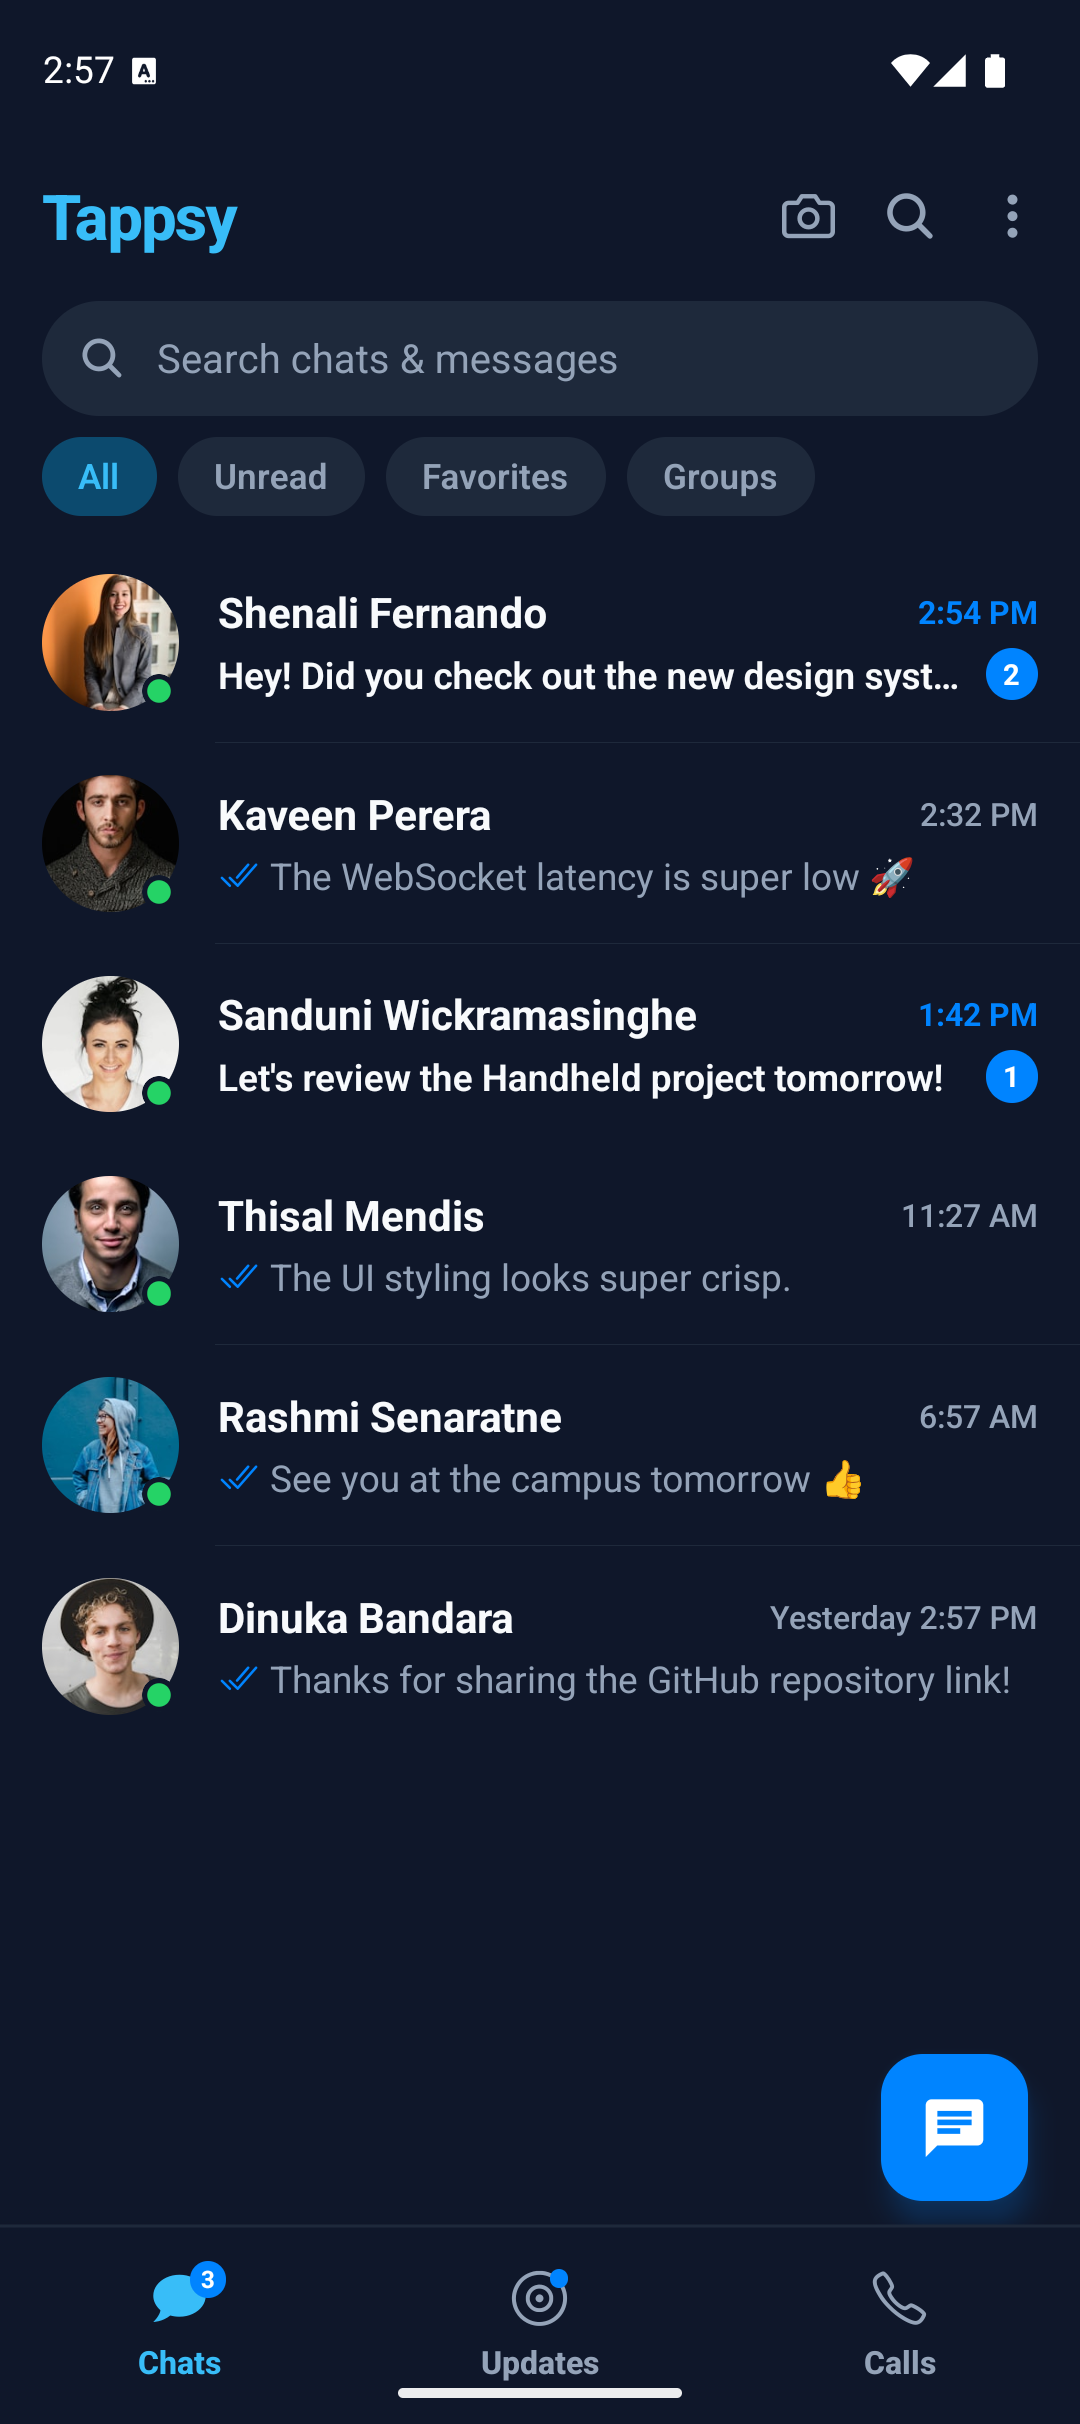 2:57
Tappsy
Search chats & messages
All Unread Favorites Groups
Shenali Fernando 2:54 PM
Hey! Did you check out the new design syst... 2
Kaveen Perera 2:32 PM
The WebSocket latency is super low 🚀
Sanduni Wickramasinghe 1:42 PM
Let's review the Handheld project tomorrow! 1
Thisal Mendis 11:27 AM
The UI styling looks super crisp.
Rashmi Senaratne 6:57 AM
See you at the campus tomorrow 👍
Dinuka Bandara Yesterday 2:57 PM
Thanks for sharing the GitHub repository link!
3
Chats Updates Calls